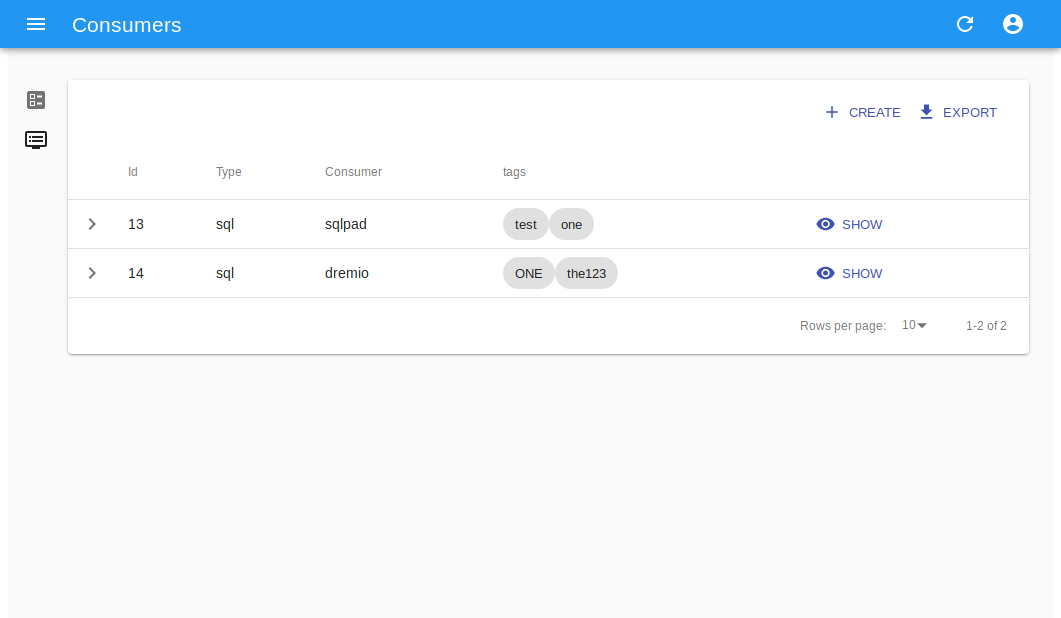 Consumers
CREATE EXPORT
Id Type Consumer tags
13 sql sqlpad test one SHOW
14 sql dremio ONE the123 SHOW
Rows per page: 10 1-2 of 2